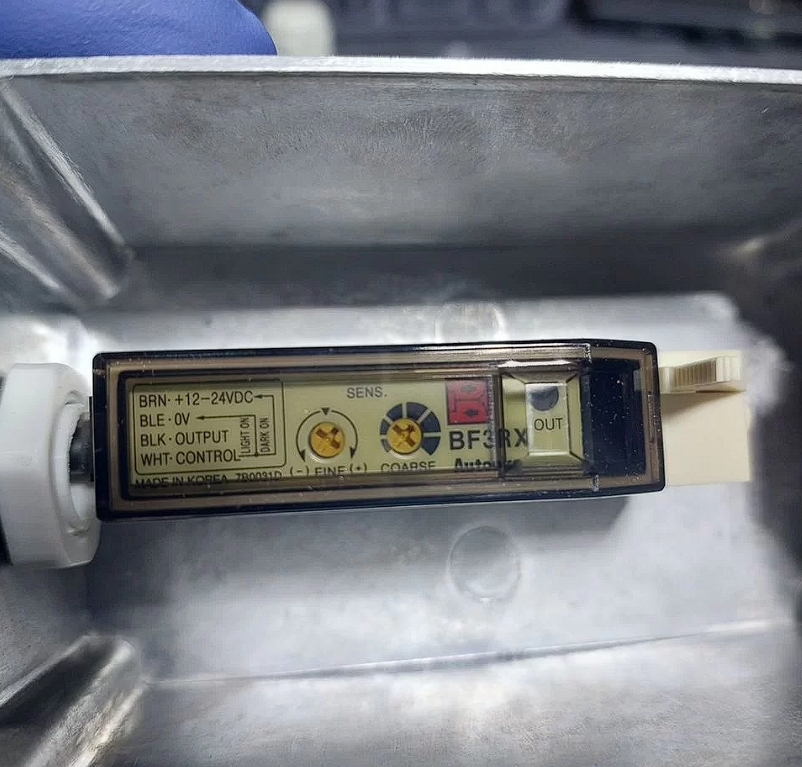 BRN· +12-24VDC
BLE· 0V
BLK· OUTPUT
WHT· CONTROL
LIGHT ON
DARK ON
MADE IN KOREA
SENS.
(-) FINE (+)
COARSE
BF3RX
OUT